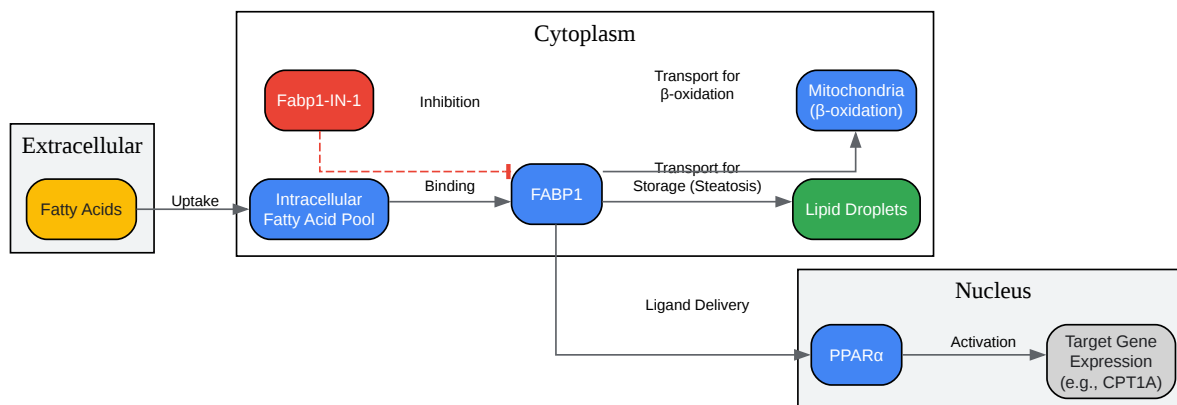 Cytoplasm
Fabp1-IN-1
Inhibition
Transport for
β-oxidation
Mitochondria
(β-oxidation)
Extracellular
Fatty Acids
Uptake
Intracellular
Fatty Acid Pool
Binding
FABP1
Transport for
Storage (Steatosis)
Lipid Droplets
Nucleus
Ligand Delivery
PPARα
Activation
Target Gene
Expression
(e.g., CPT1A)